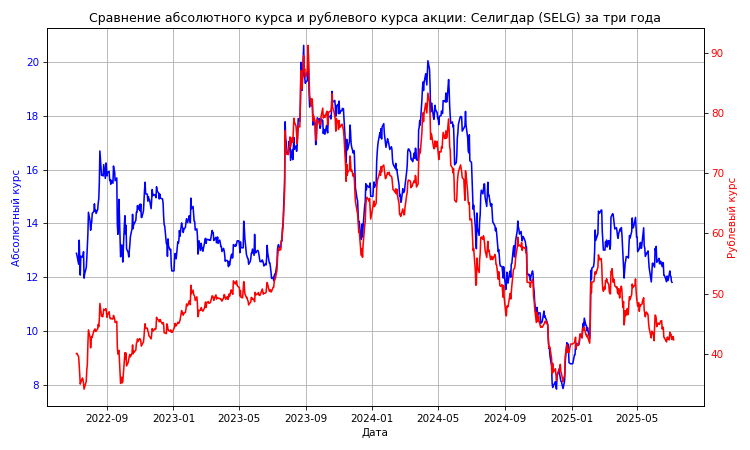 Сравнение абсолютного курса и рублевого курса акции: Селигдар (SELG) за три года
Абсолютный курс
20
18
16
14
12
10
8
90
80
70
60
50
40
Рублевый курс
2022-09 2023-01 2023-05 2023-09 2024-01 2024-05 2024-09 2025-01 2025-05
Дата